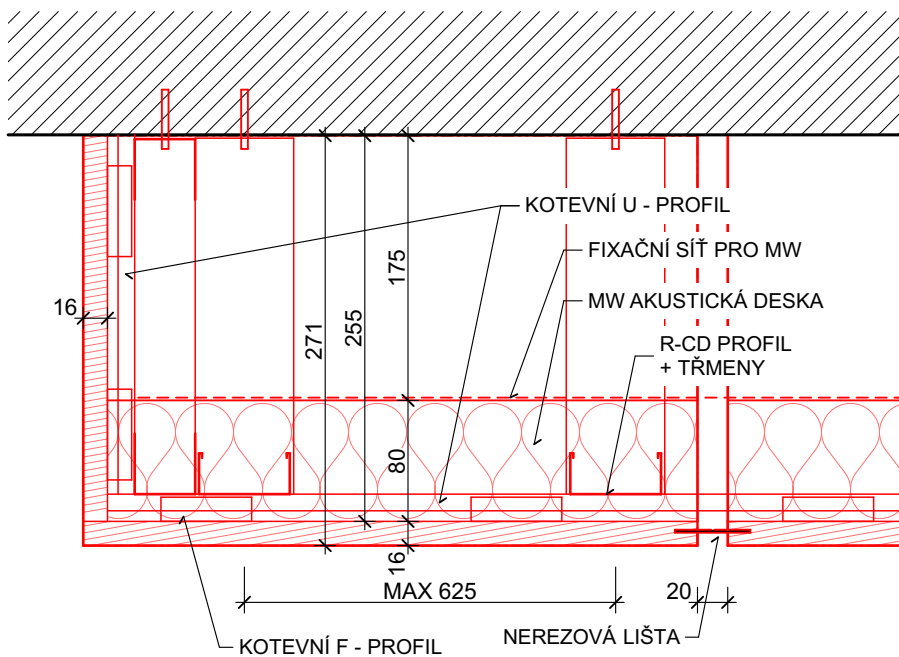 KOTEVNÍ U - PROFIL
FIXAČNÍ SÍŤ PRO MW
175
16
MW AKUSTICKÁ DESKA
271
255
R-CD PROFIL
+ TŘMENY
80
16
MAX 625
20
KOTEVNÍ F - PROFIL
NEREZOVÁ LIŠTA